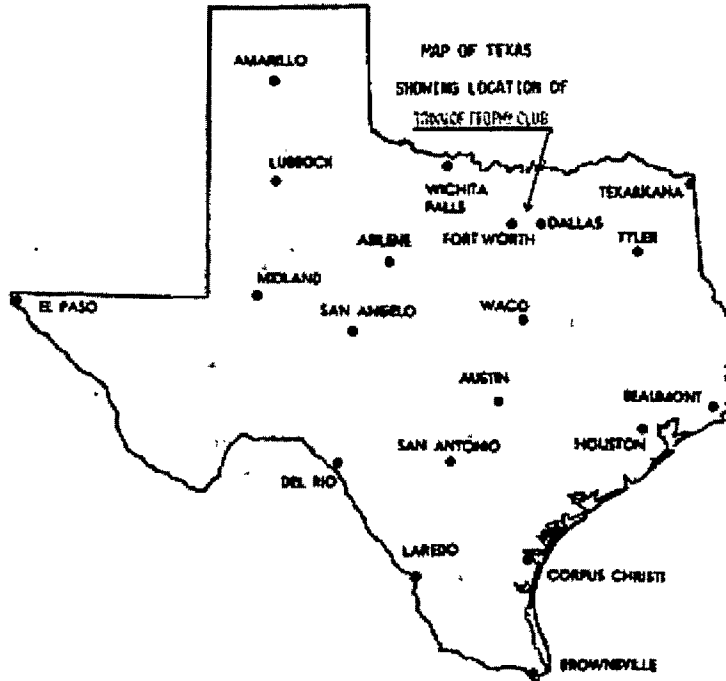 MAP OF TEXAS
SHOWING LOCATION OF
TOWN OF TROPHY CLUB
AMARILLO
LUBBOCK
WICHITA
FALLS
TEXARKANA
FORT WORTH
DALLAS
ABILENE
TYLER
MIDLAND
EL PASO
SAN ANGELO
WACO
AUSTIN
BEAUMONT
SAN ANTONIO
HOUSTON
DEL RIO
LAREDO
CORPUS CHRISTI
BROWNSVILLE